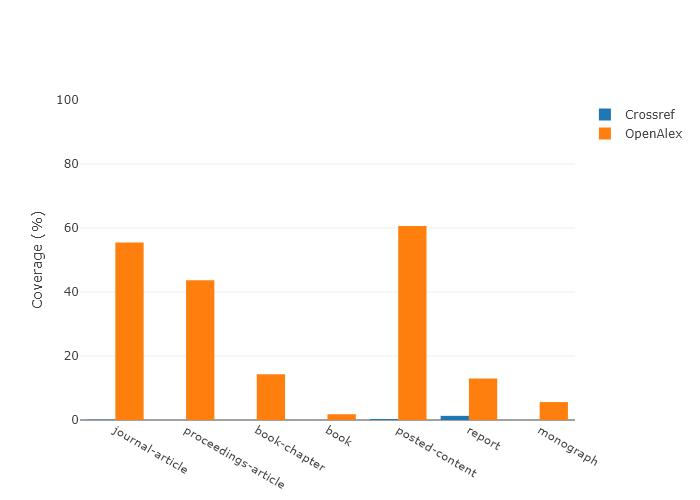 100
80
60
40
20
0
Coverage (%)
journal-article
proceedings-article
book-chapter
book
posted-content
report
monograph
Crossref
OpenAlex